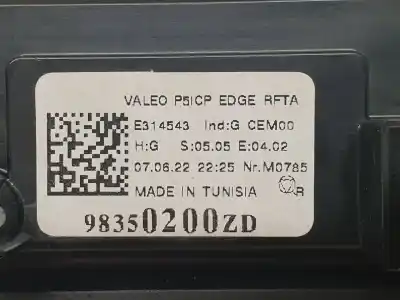 VALEO P5ICP EDGE RFTA
E314543 Ind:G CEM00
H:G S:05.05 E:04.02
07.06.22 22:25 Nr.M0785
MADE IN TUNISIA R
98350200ZD